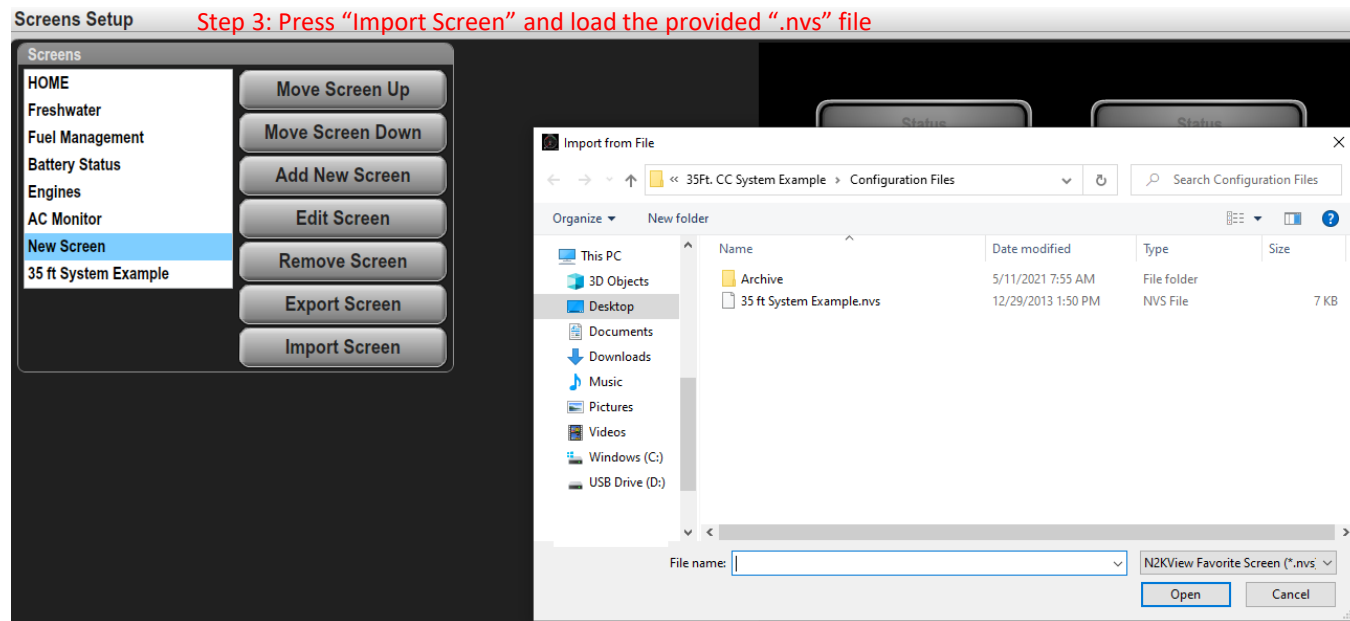 Screens Setup
Step 3: Press “Import Screen” and load the provided “.nvs” file
Screens
HOME
Freshwater
Fuel Management
Battery Status
Engines
AC Monitor
New Screen
35 ft System Example
Move Screen Up
Move Screen Down
Add New Screen
Edit Screen
Remove Screen
Export Screen
Import Screen
Status
Status
Import from File
« 35Ft. CC System Example › Configuration Files
Search Configuration Files
Organize
New folder
This PC
3D Objects
Desktop
Documents
Downloads
Music
Pictures
Videos
Windows (C:)
USB Drive (D:)
Name Date modified Type Size
Archive 5/11/2021 7:55 AM File folder
35 ft System Example.nvs 12/29/2013 1:50 PM NVS File 7 KB
File name:
N2KView Favorite Screen (*.nvs
Open
Cancel